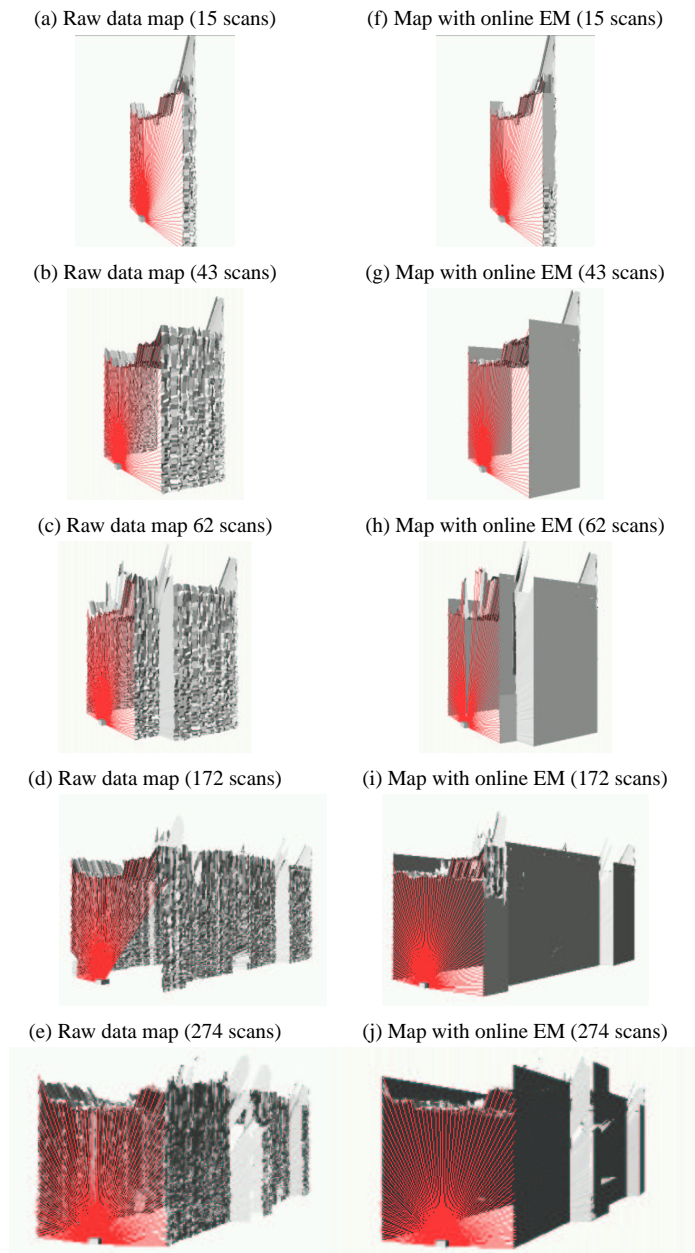 (a) Raw data map (15 scans)
(f) Map with online EM (15 scans)
(b) Raw data map (43 scans)
(g) Map with online EM (43 scans)
(c) Raw data map 62 scans)
(h) Map with online EM (62 scans)
(d) Raw data map (172 scans)
(i) Map with online EM (172 scans)
(e) Raw data map (274 scans)
(j) Map with online EM (274 scans)